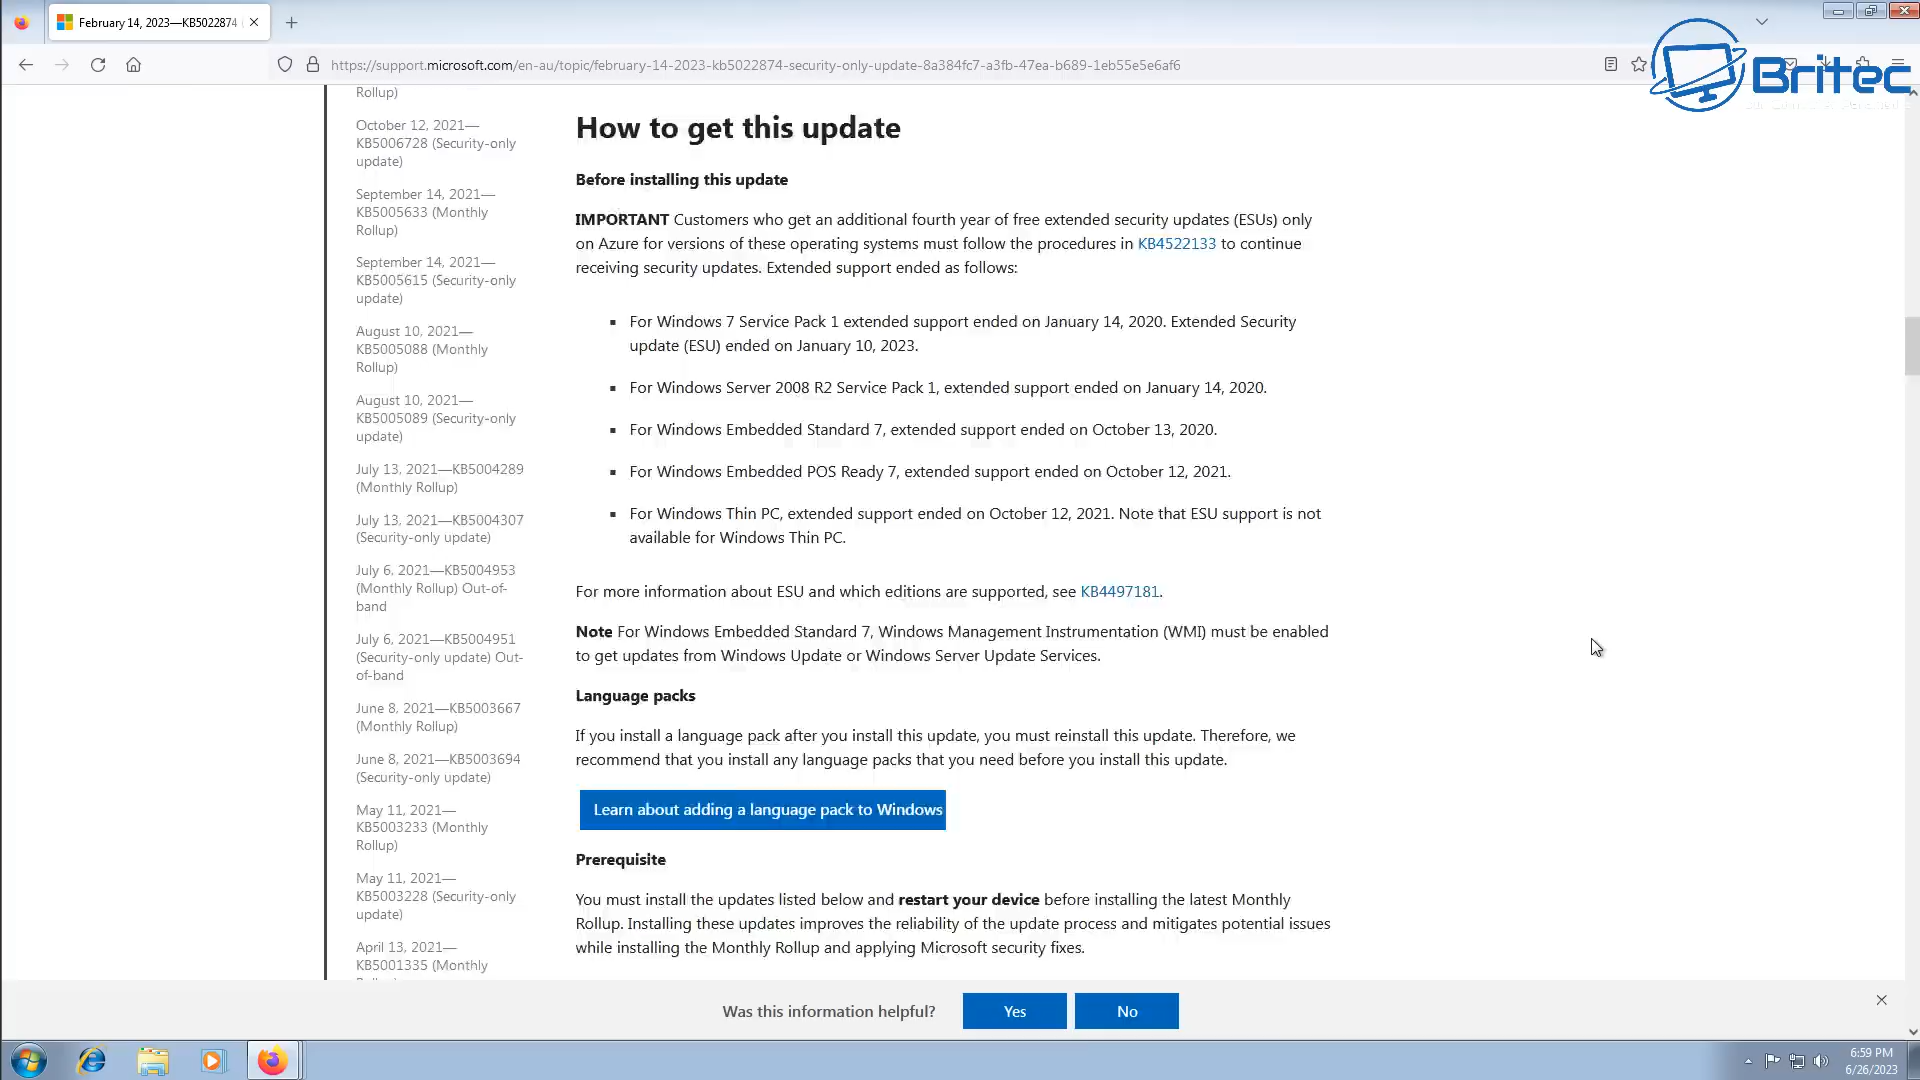 February 14, 2023—KB5022874
https://support.microsoft.com/en-au/topic/february-14-2023-kb5022874-security-only-update-8a384fc7-a3fb-47ea-b689-1eb55e5e6af6
Britec
Rollup)
October 12, 2021—
KB5006728 (Security-only
update)
September 14, 2021—
KB5005633 (Monthly
Rollup)
September 14, 2021—
KB5005615 (Security-only
update)
August 10, 2021—
KB5005088 (Monthly
Rollup)
August 10, 2021—
KB5005089 (Security-only
update)
July 13, 2021—KB5004289
(Monthly Rollup)
July 13, 2021—KB5004307
(Security-only update)
July 6, 2021—KB5004953
(Monthly Rollup) Out-of-
band
July 6, 2021—KB5004951
(Security-only update) Out-
of-band
June 8, 2021—KB5003667
(Monthly Rollup)
June 8, 2021—KB5003694
(Security-only update)
May 11, 2021—
KB5003233 (Monthly
Rollup)
May 11, 2021—
KB5003228 (Security-only
update)
April 13, 2021—
KB5001335 (Monthly
How to get this update
Before installing this update
IMPORTANT Customers who get an additional fourth year of free extended security updates (ESUs) only
on Azure for versions of these operating systems must follow the procedures in KB4522133 to continue
receiving security updates. Extended support ended as follows:
For Windows 7 Service Pack 1 extended support ended on January 14, 2020. Extended Security
update (ESU) ended on January 10, 2023.
For Windows Server 2008 R2 Service Pack 1, extended support ended on January 14, 2020.
For Windows Embedded Standard 7, extended support ended on October 13, 2020.
For Windows Embedded POS Ready 7, extended support ended on October 12, 2021.
For Windows Thin PC, extended support ended on October 12, 2021. Note that ESU support is not
available for Windows Thin PC.
For more information about ESU and which editions are supported, see KB4497181.
Note For Windows Embedded Standard 7, Windows Management Instrumentation (WMI) must be enabled
to get updates from Windows Update or Windows Server Update Services.
Language packs
If you install a language pack after you install this update, you must reinstall this update. Therefore, we
recommend that you install any language packs that you need before you install this update.
Learn about adding a language pack to Windows
Prerequisite
You must install the updates listed below and restart your device before installing the latest Monthly
Rollup. Installing these updates improves the reliability of the update process and mitigates potential issues
while installing the Monthly Rollup and applying Microsoft security fixes.
Was this information helpful?
Yes
No
6:59 PM
6/26/2023